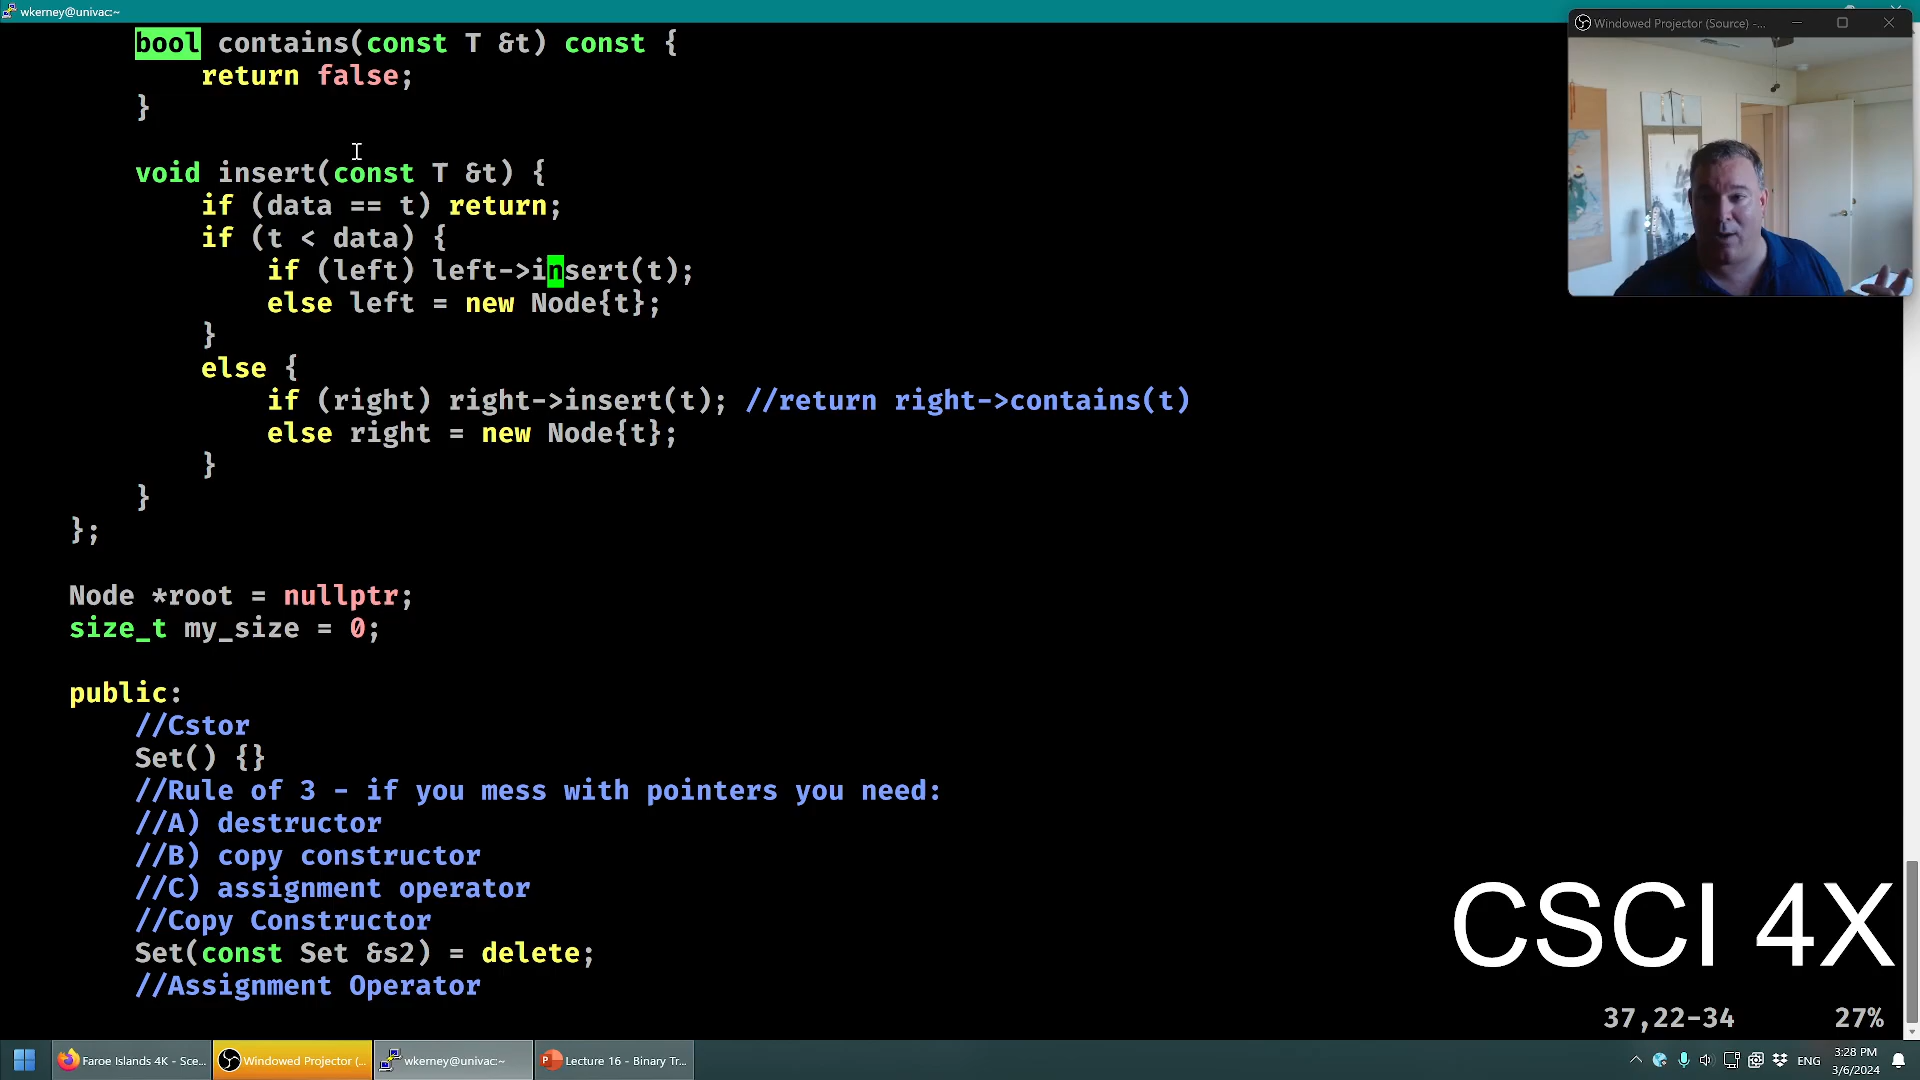 wkerney@univac:~
Windowed Projector (Source) -...
bool contains(const T &t) const {
return false;
}
void insert(const T &t) {
if (data == t) return;
if (t < data) {
if (left) left->insert(t);
else left = new Node{t};
}
else {
if (right) right->insert(t); //return right->contains(t)
else right = new Node{t};
}
}
};
Node *root = nullptr;
size_t my_size = 0;
public:
//Cstor
Set() {}
//Rule of 3 - if you mess with pointers you need:
//A) destructor
//B) copy constructor
//C) assignment operator
//Copy Constructor
Set(const Set &s2) = delete;
//Assignment Operator
CSCI 4X
37,22-34 27%
Faroe Islands 4K - Sce...
Windowed Projector (...
wkerney@univac:~
Lecture 16 - Binary Tr...
ENG
3:28 PM
3/6/2024